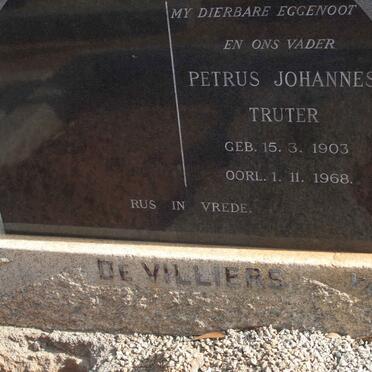 MY DIERBARE EGGENOOT
EN ONS VADER
PETRUS JOHANNES
TRUTER
GEB. 15. 3. 1903
OORL. 1. 11. 1968.
RUS IN VREDE.
DE VILLIERS